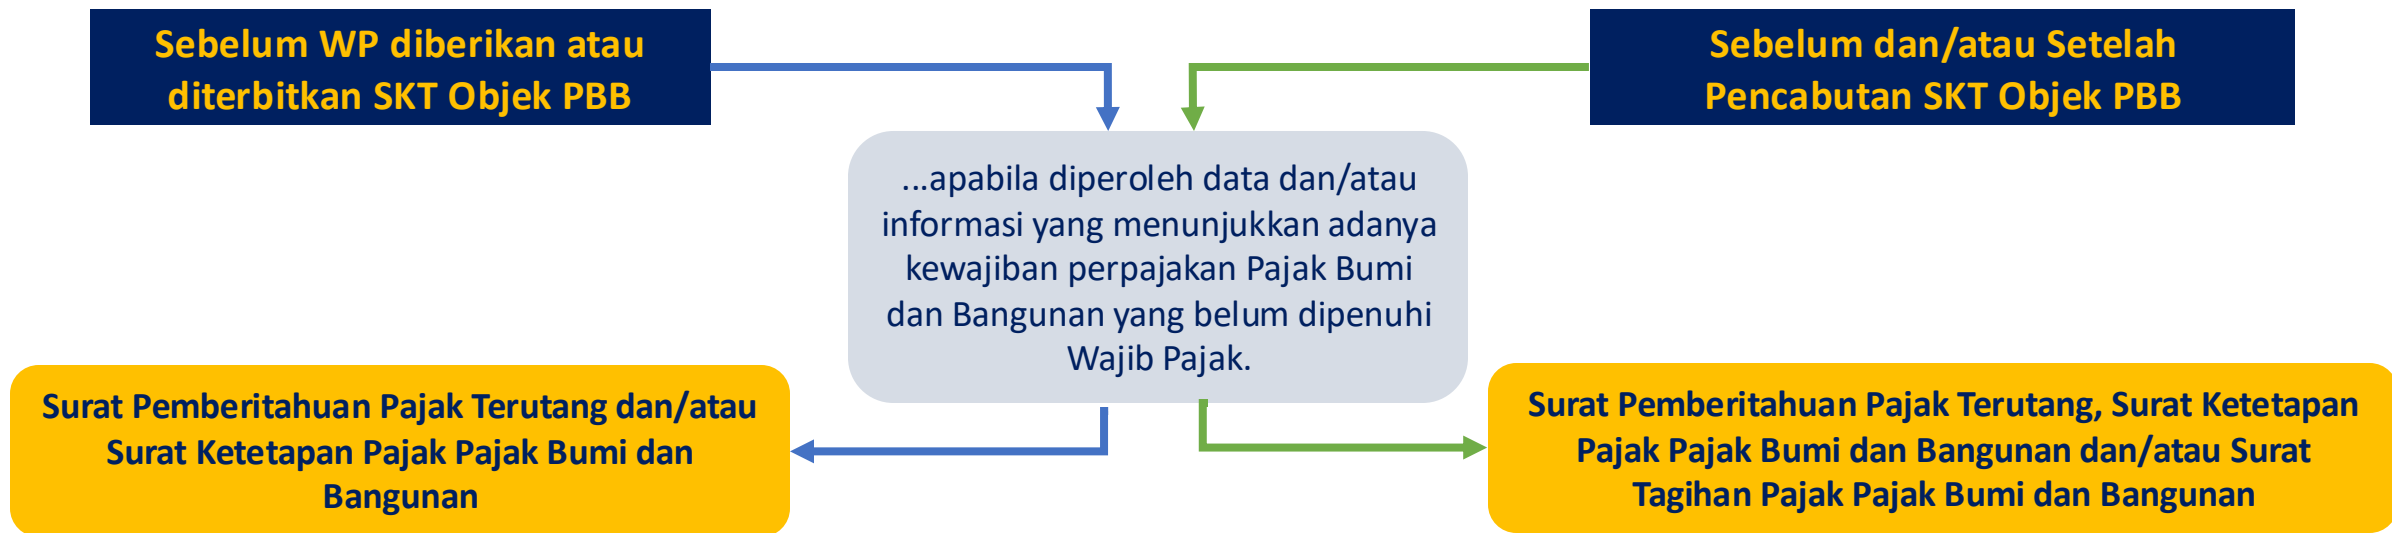 Sebelum WP diberikan atau
diterbitkan SKT Objek PBB
Sebelum dan/atau Setelah
Pencabutan SKT Objek PBB
...apabila diperoleh data dan/atau
informasi yang menunjukkan adanya
kewajiban perpajakan Pajak Bumi
dan Bangunan yang belum dipenuhi
Wajib Pajak.
Surat Pemberitahuan Pajak Terutang dan/atau
Surat Ketetapan Pajak Pajak Bumi dan
Bangunan
Surat Pemberitahuan Pajak Terutang, Surat Ketetapan
Pajak Pajak Bumi dan Bangunan dan/atau Surat
Tagihan Pajak Pajak Bumi dan Bangunan